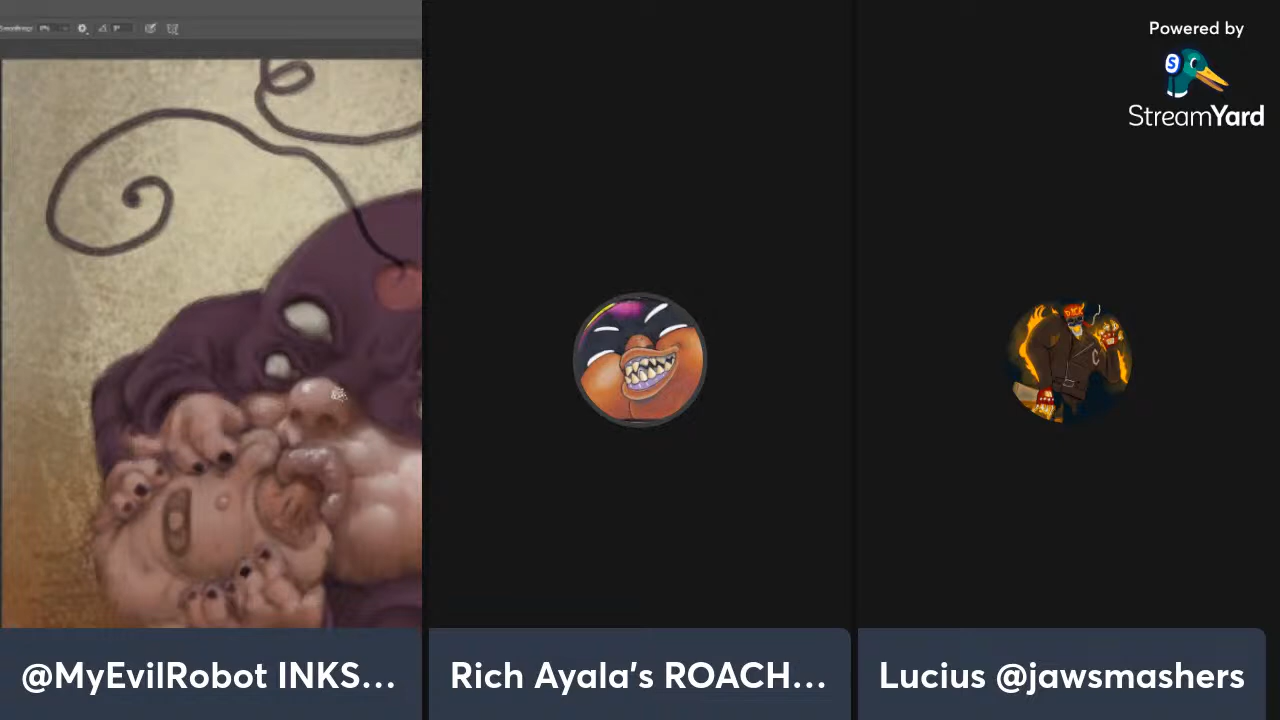 Powered by
S
StreamYard
@MyEvilRobot INKS...
Rich Ayala's ROACH...
Lucius @jawsmashers